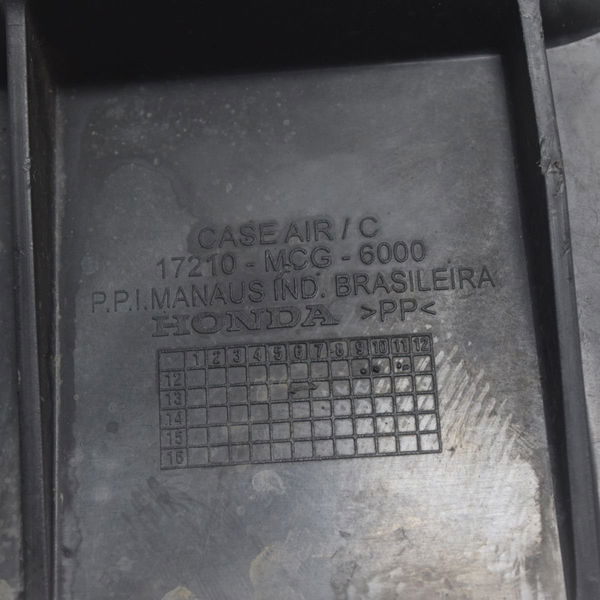 CASE AIR / C
17210 - MCG - 6000
P.P.I.MANAUS IND. BRASILEIRA
HONDA >PP<
1 2 3 4 5 6 7 8 9 10 11 12
12
13
14
15
16